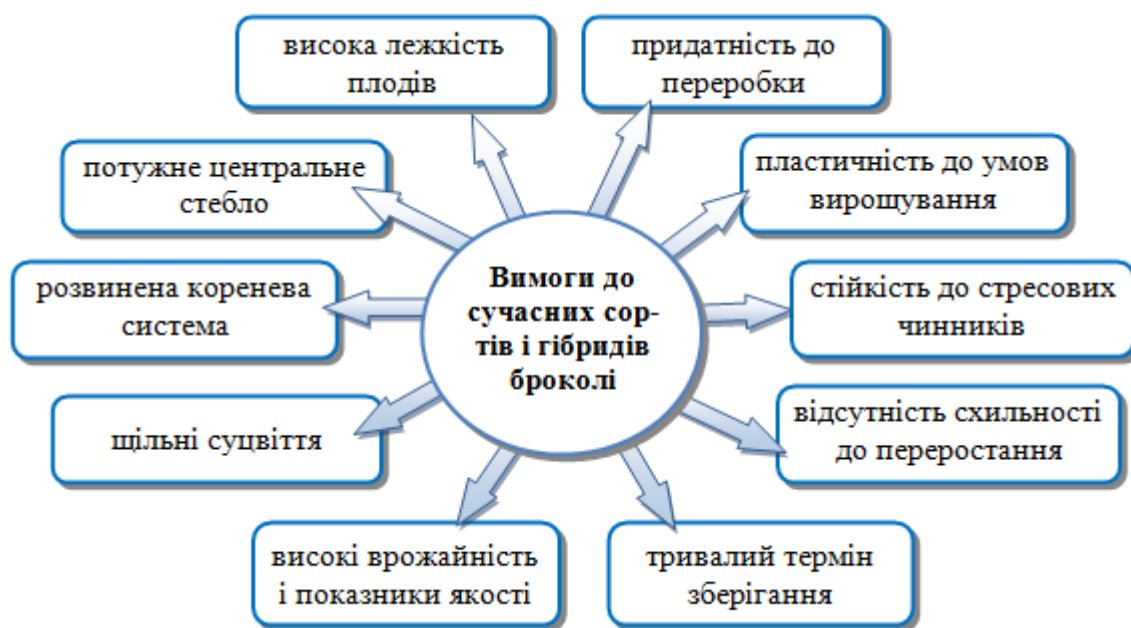 висока лежкість
плодів
придатність до
переробки
потужне центральне
стебло
пластичність до умов
вирощування
розвинена коренева
система
Вимоги до
сучасних сор-
тів і гібридів
броколі
стійкість до стресових
чинників
щільні суцвіття
відсутність схильності
до переростання
високі врожайність
і показники якості
тривалий термін
зберігання